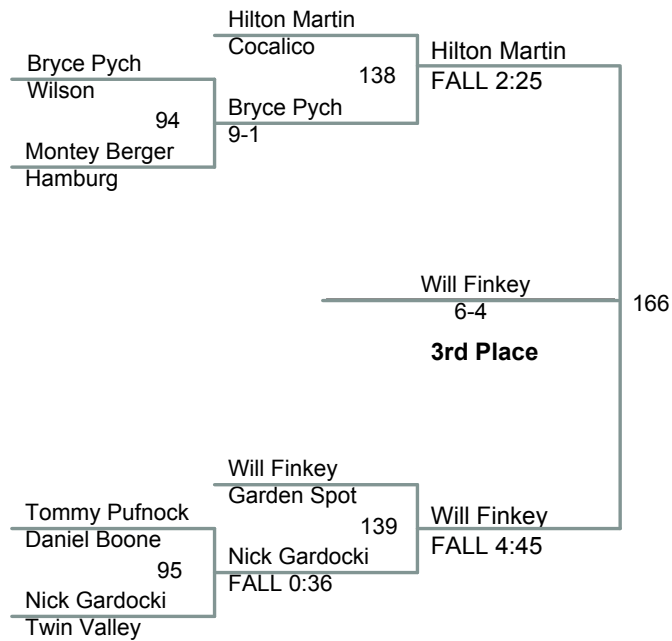 Hilton Martin
Cocalico
Bryce Pych
Wilson
138
Hilton Martin
FALL 2:25
94
Bryce Pych
9-1
Montey Berger
Hamburg
Will Finkey
6-4
166
3rd Place
Will Finkey
Garden Spot
Tommy Pufnock
Daniel Boone
139
Will Finkey
FALL 4:45
95
Nick Gardocki
FALL 0:36
Nick Gardocki
Twin Valley